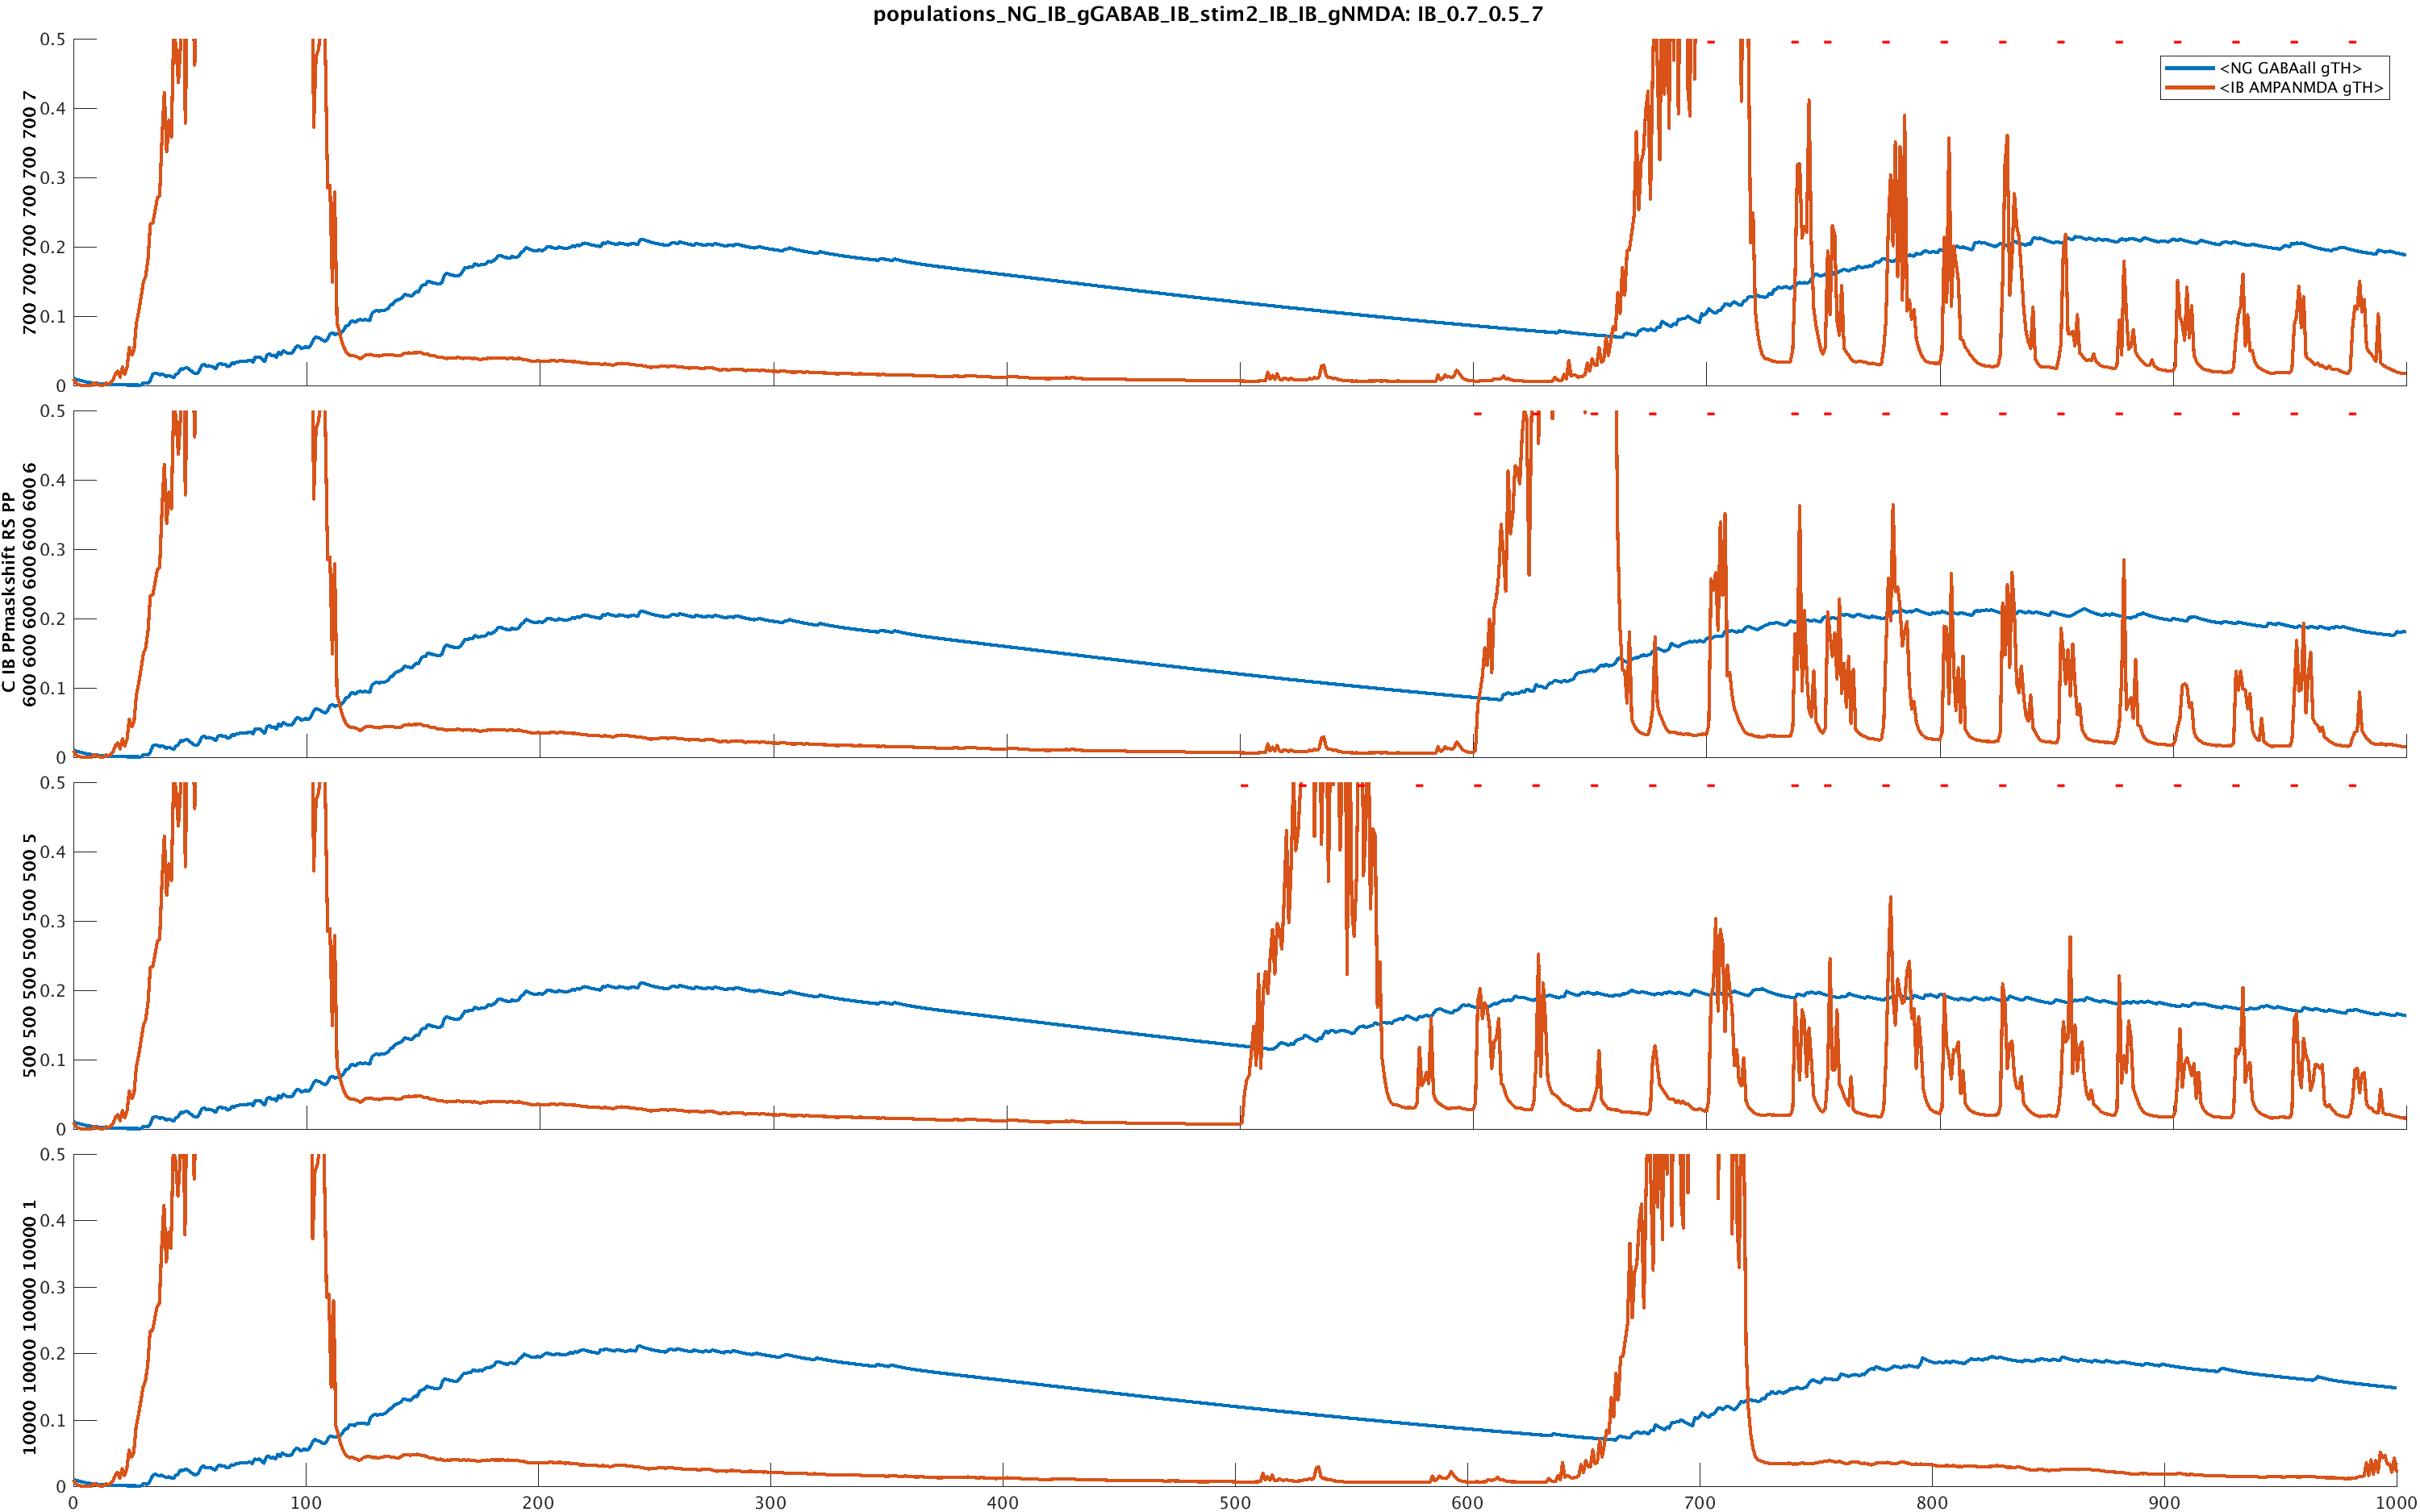 populations_NG_IB_gGABAB_IB_stim2_IB_IB_gNMDA: IB_0.7_0.5_7
<NG GABAall gTH>
<IB AMPANMDA gTH>
C IB PPmaskshift RS PP
700 700 700 700 700 700 7
0.5
0.4
0.3
0.2
0.1
0
600 600 600 600 600 600 6
0.5
0.4
0.3
0.2
0.1
0
500 500 500 500 500 500 5
0.5
0.4
0.3
0.2
0.1
0
10000 10000 10000 10000 1
0.5
0.4
0.3
0.2
0.1
0
0 100 200 300 400 500 600 700 800 900 1000